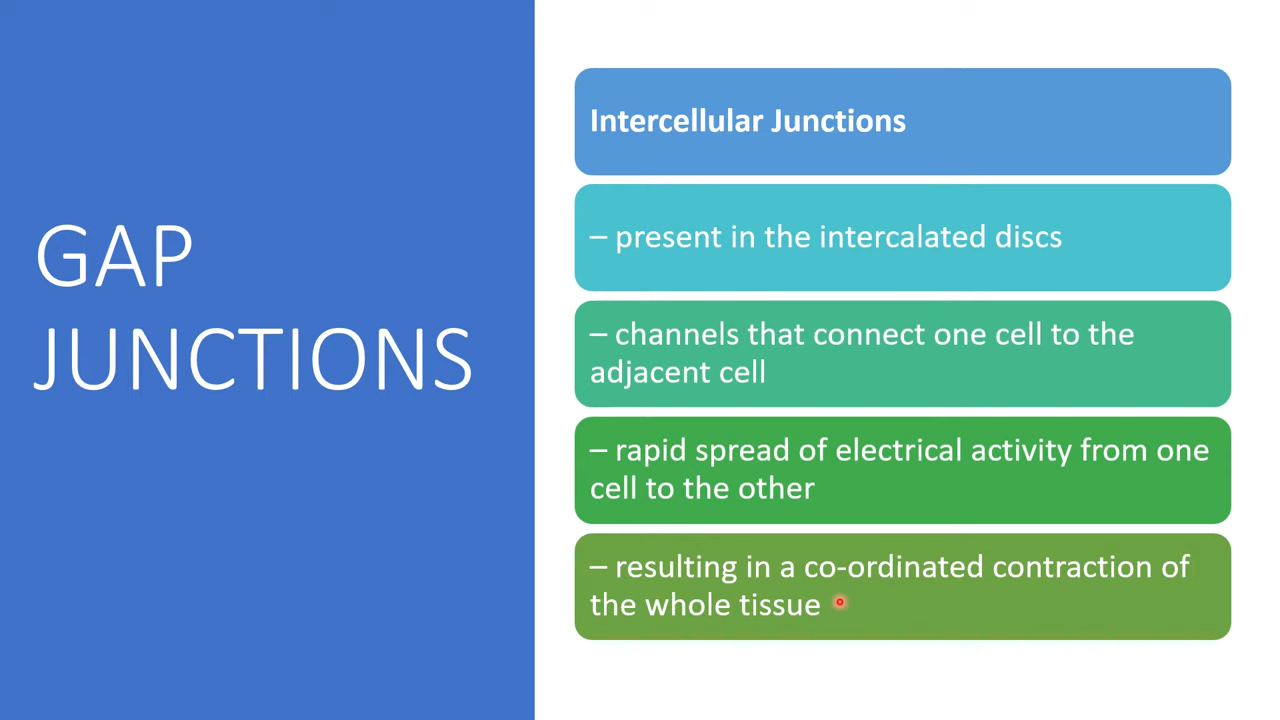 GAP
JUNCTIONS
Intercellular Junctions
– present in the intercalated discs
– channels that connect one cell to the
adjacent cell
– rapid spread of electrical activity from one
cell to the other
– resulting in a co-ordinated contraction of
the whole tissue